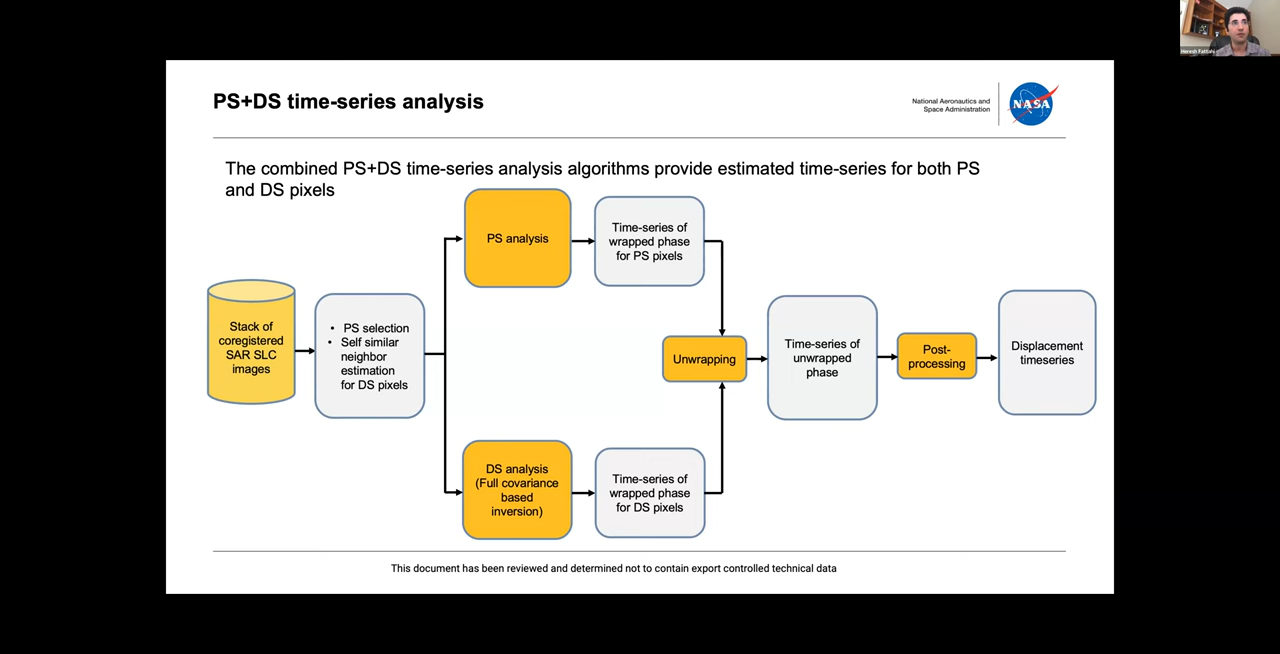 Heresh Fattahi
PS+DS time-series analysis
National Aeronautics and
Space Administration
NASA
The combined PS+DS time-series analysis algorithms provide estimated time-series for both PS
and DS pixels
Stack of
coregistered
SAR SLC
images
• PS selection
• Self similar
neighbor
estimation
for DS pixels
PS analysis
Time-series of
wrapped phase
for PS pixels
DS analysis
(Full covariance
based
inversion)
Time-series of
wrapped phase
for DS pixels
Unwrapping
Time-series of
unwrapped
phase
Post-
processing
Displacement
timeseries
This document has been reviewed and determined not to contain export controlled technical data